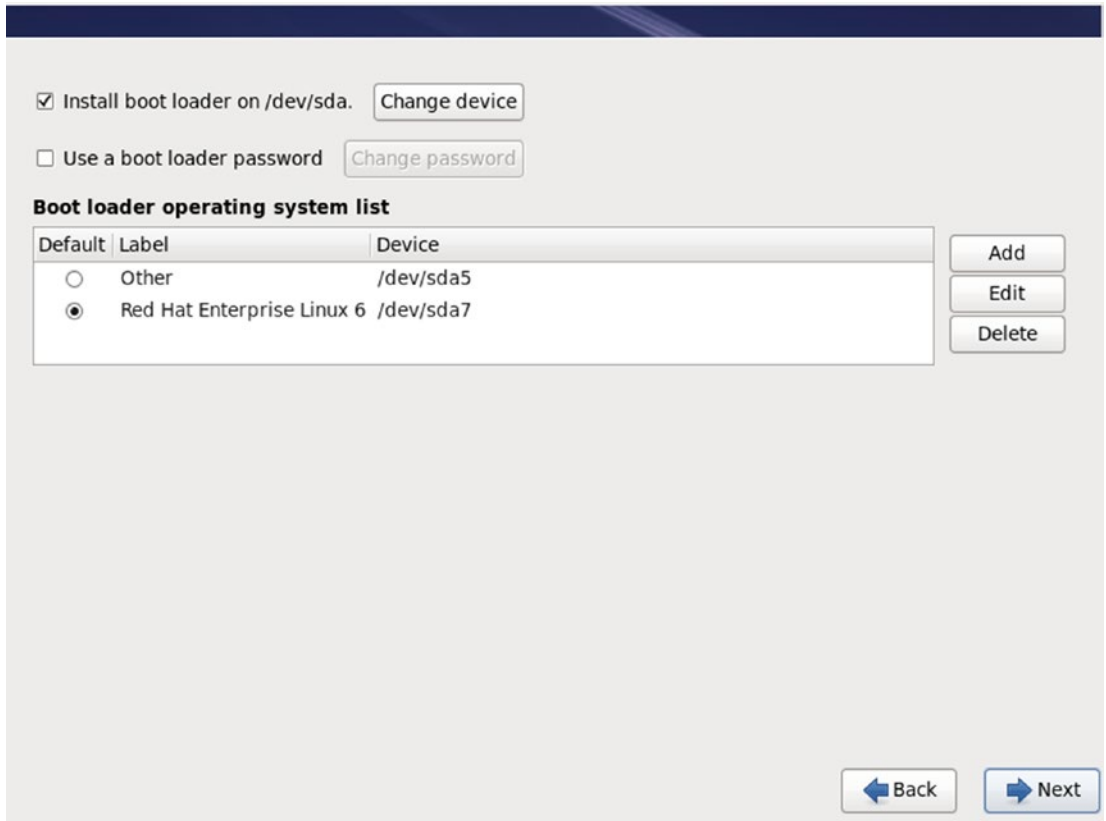 Install boot loader on /dev/sda. Change device
Use a boot loader password Change password
Boot loader operating system list
Default Label Device
Other /dev/sda5
Red Hat Enterprise Linux 6 /dev/sda7
Add
Edit
Delete
Back Next